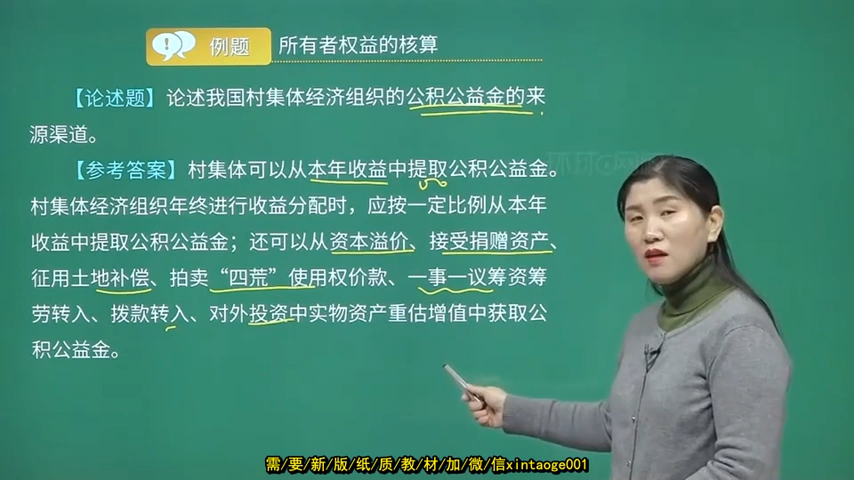 例题 所有者权益的核算
【论述题】论述我国村集体经济组织的公积公益金的来
源渠道。
【参考答案】村集体可以从本年收益中提取公积公益金。
村集体经济组织年终进行收益分配时，应按一定比例从本年
收益中提取公积公益金；还可以从资本溢价、接受捐赠资产、
征用土地补偿、拍卖“四荒”使用权价款、一事一议筹资筹
劳转入、拨款转入、对外投资中实物资产重估增值中获取公
积公益金。
需/要/新/版/纸/质/教/材/加/微/信xintaoge001